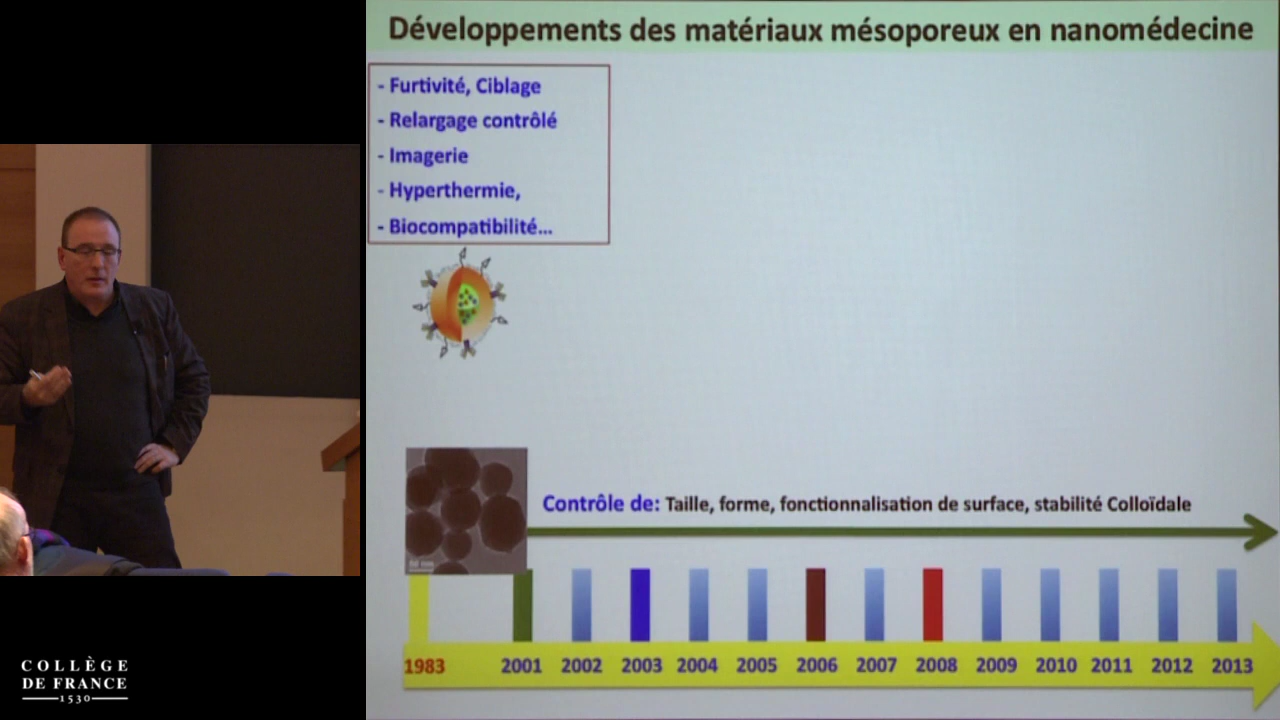 Développements des matériaux mésoporeux en nanomédecine
- Furtivité, Ciblage
- Relargage contrôlé
- Imagerie
- Hyperthermie,
- Biocompatibilité...
Contrôle de: Taille, forme, fonctionnalisation de surface, stabilité Colloïdale
1983 2001 2002 2003 2004 2005 2006 2007 2008 2009 2010 2011 2012 2013
COLLÈGE
DE FRANCE
1530